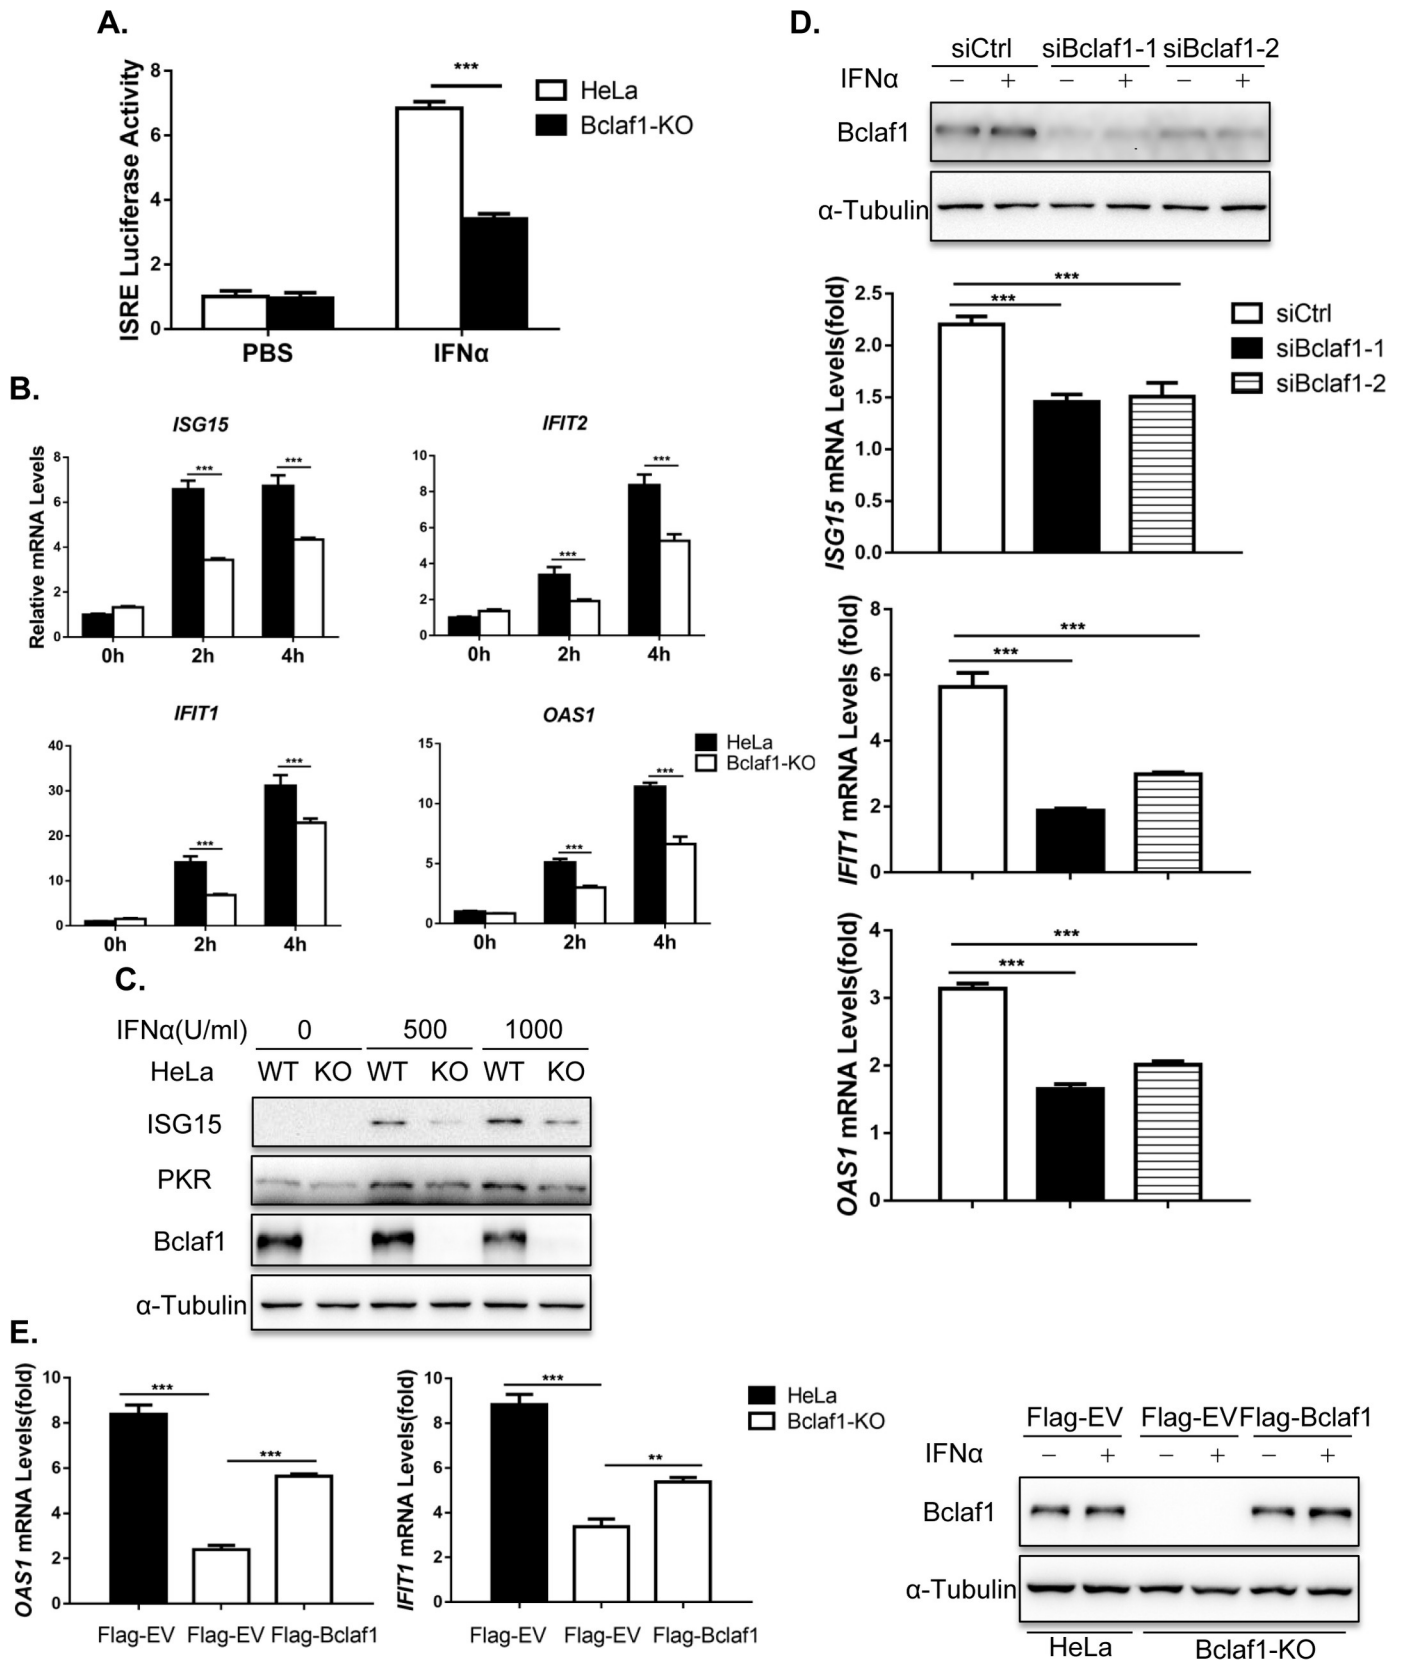 A.
ISRE Luciferase Activity
8
6
4
2
0
***
HeLa
Bclaf1-KO
PBS
IFNα
B.
Relative mRNA Levels
ISG15
8
6
4
2
0
***
***
0h
2h
4h
IFIT2
10
8
6
4
2
0
***
***
0h
2h
4h
IFIT1
40
30
20
10
0
***
***
0h
2h
4h
OAS1
15
10
5
0
***
***
0h
2h
4h
HeLa
Bclaf1-KO
C.
IFNα(U/ml) 0 500 1000
HeLa WT KO WT KO WT KO
ISG15
PKR
Bclaf1
α-Tubulin
D.
siCtrl siBclaf1-1 siBclaf1-2
IFNα − + − + − +
Bclaf1
α-Tubulin
ISG15 mRNA Levels(fold)
2.5
2.0
1.5
1.0
0.5
0.0
***
***
siCtrl
siBclaf1-1
siBclaf1-2
IFIT1 mRNA Levels (fold)
8
6
4
2
0
***
***
OAS1 mRNA Levels(fold)
4
3
2
1
0
***
***
E.
OAS1 mRNA Levels(fold)
10
8
6
4
2
0
***
***
Flag-EV Flag-EV Flag-Bclaf1
IFIT1 mRNA Levels(fold)
10
8
6
4
2
0
***
**
Flag-EV Flag-EV Flag-Bclaf1
HeLa
Bclaf1-KO
Flag-EV Flag-EV Flag-Bclaf1
IFNα − + − + − +
Bclaf1
α-Tubulin
HeLa Bclaf1-KO